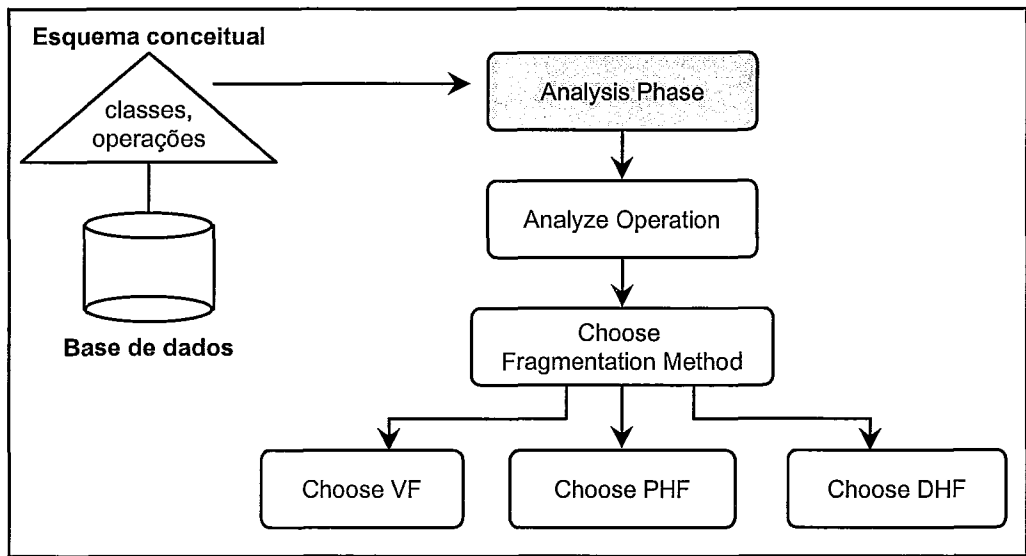 Esquema conceitual
classes,
operações
Base de dados
Analysis Phase
Analyze Operation
Choose
Fragmentation Method
Choose VF
Choose PHF
Choose DHF